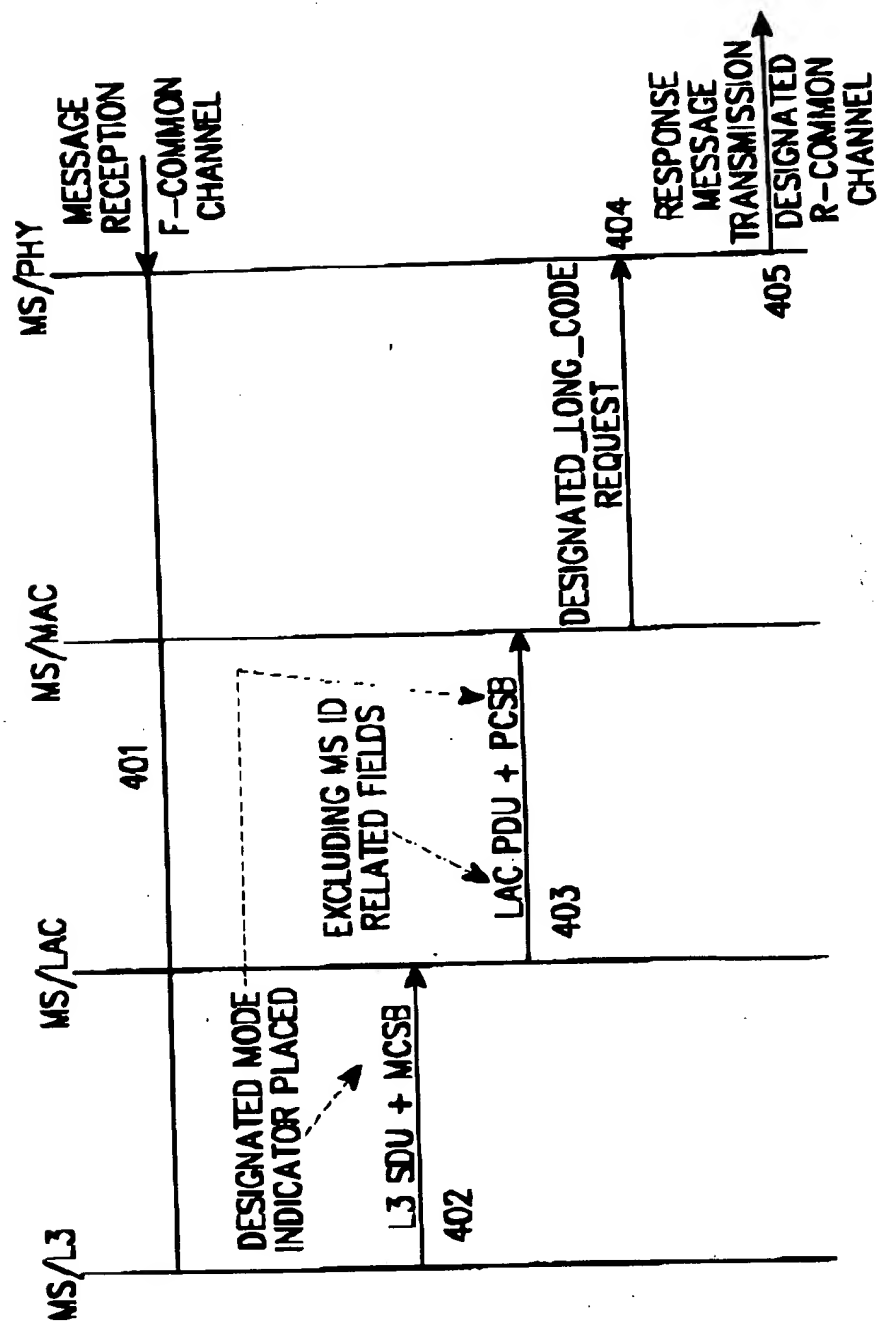 MS/L3
MS/LAC
MS/MAC
MS/PHY
MESSAGE
RECEPTION
F-COMMON
CHANNEL
401
DESIGNATED MODE
INDICATOR PLACED
L3 SDU + MCSB
402
EXCLUDING MS ID
RELATED FIELDS
LAC PDU + PCSB
403
DESIGNATED_LONG_CODE
REQUEST
404
RESPONSE
MESSAGE
TRANSMISSION
DESIGNATED
R-COMMON
CHANNEL
405